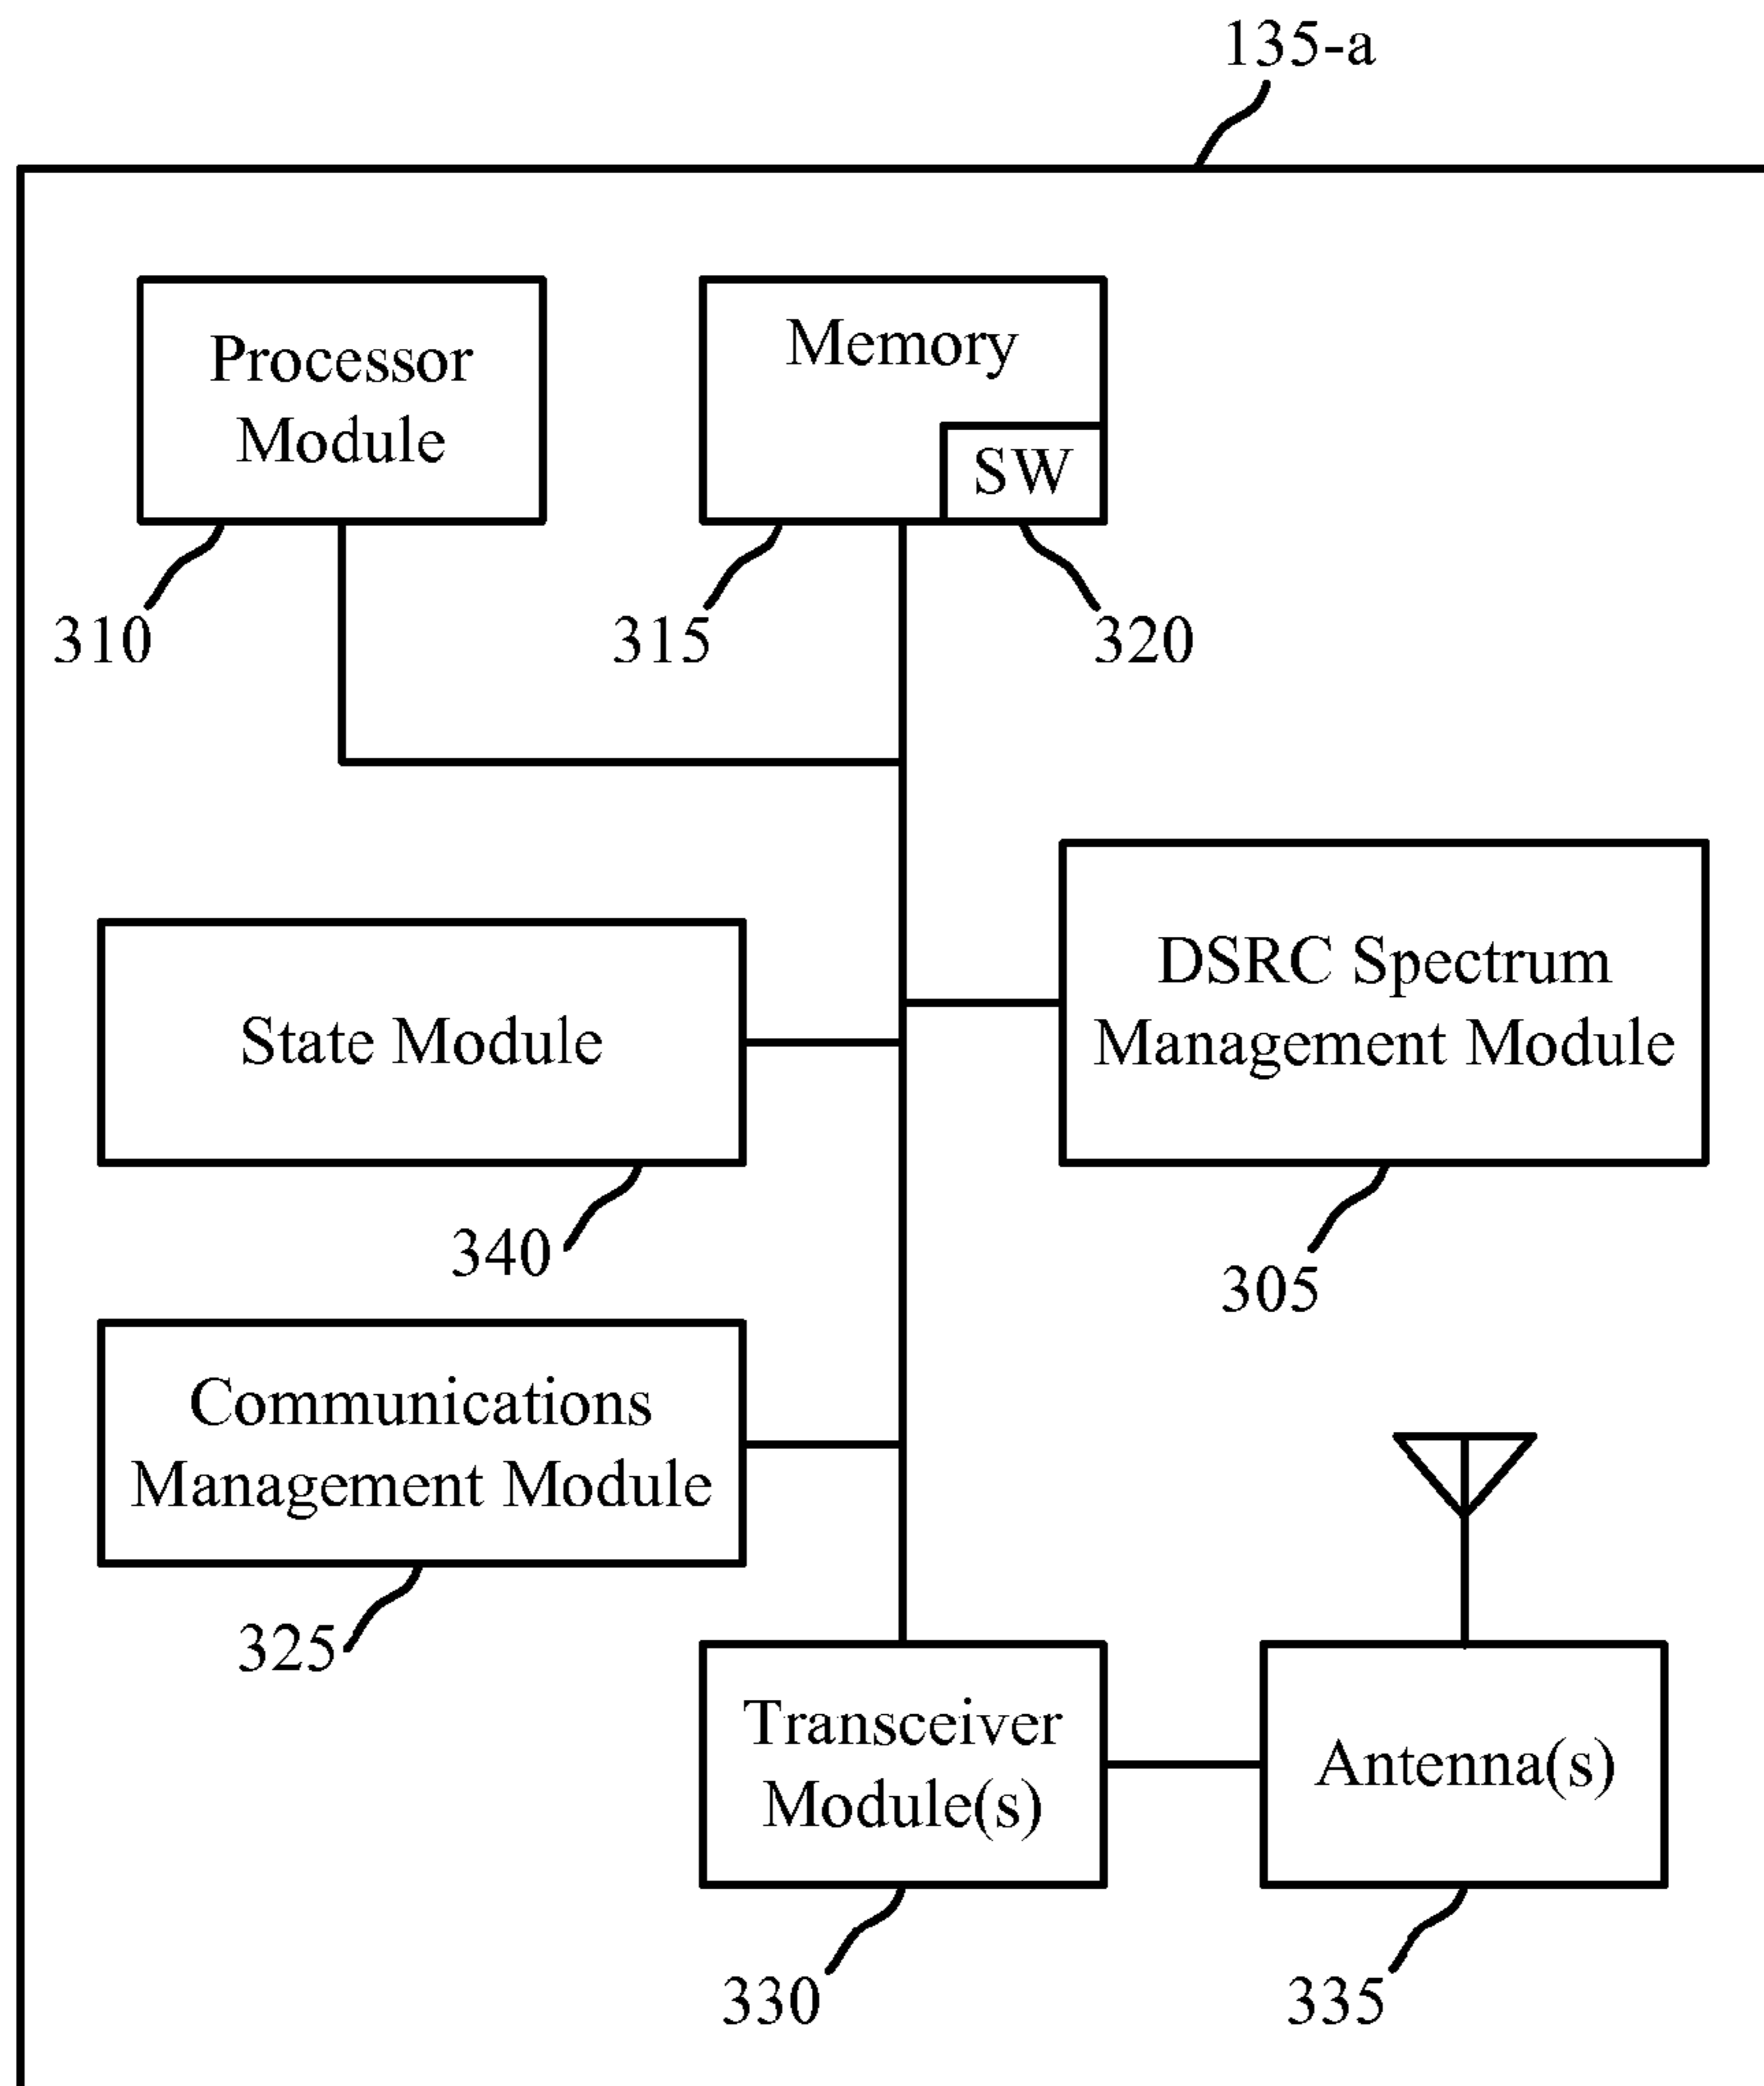 135-a
Processor
Module
Memory
SW
310
315
320
DSRC Spectrum
Management Module
State Module
340
305
Communications
Management Module
325
Transceiver
Module(s)
Antenna(s)
330
335